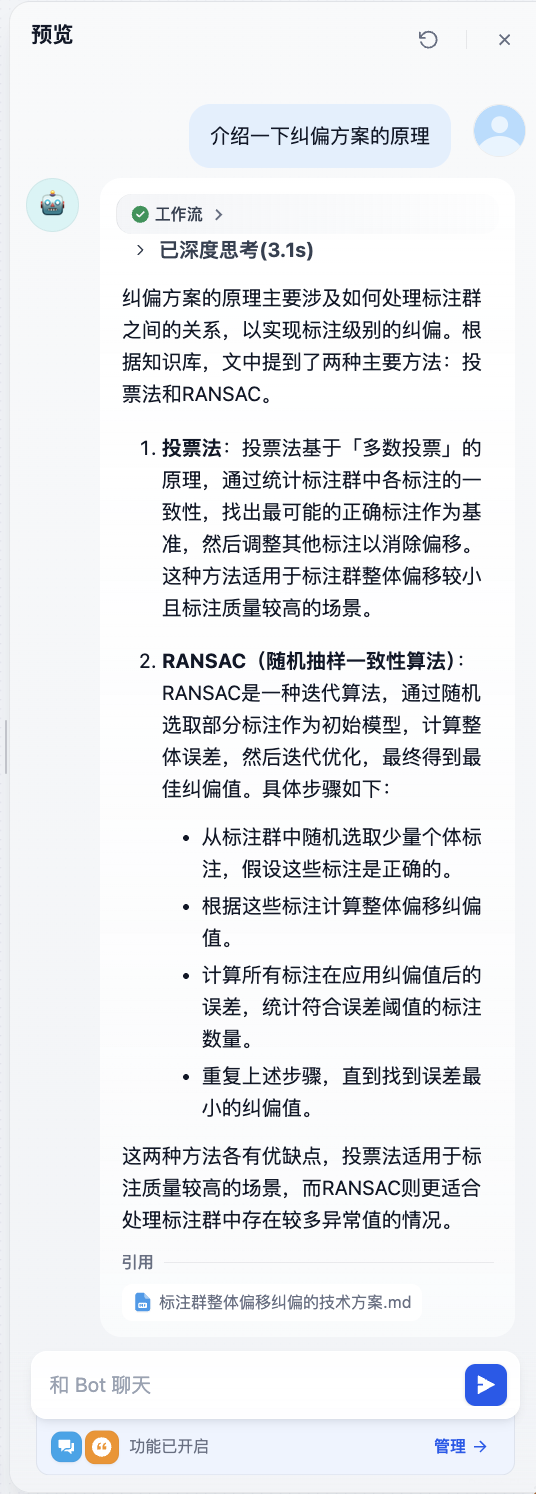 预览
介绍一下纠偏方案的原理
工作流
已深度思考(3.1s)
纠偏方案的原理主要涉及如何处理标注群
之间的关系，以实现标注级别的纠偏。根
据知识库，文中提到了两种主要方法：投
票法和RANSAC。
1. 投票法：投票法基于「多数投票」的
原理，通过统计标注群中各标注的一
致性，找出最可能的正确标注作为基
准，然后调整其他标注以消除偏移。
这种方法适用于标注群整体偏移较小
且标注质量较高的场景。
2. RANSAC（随机抽样一致性算法）：
RANSAC是一种迭代算法，通过随机
选取部分标注作为初始模型，计算整
体误差，然后迭代优化，最终得到最
佳纠偏值。具体步骤如下：
• 从标注群中随机选取少量个体标
注，假设这些标注是正确的。
• 根据这些标注计算整体偏移纠偏
值。
• 计算所有标注在应用纠偏值后的
误差，统计符合误差阈值的标注
数量。
• 重复上述步骤，直到找到误差最
小的纠偏值。
这两种方法各有优缺点，投票法适用于标
注质量较高的场景，而RANSAC则更适合
处理标注群中存在较多异常值的情况。
引用
标注群整体偏移纠偏的技术方案.md
和 Bot 聊天
功能已开启
管理 →